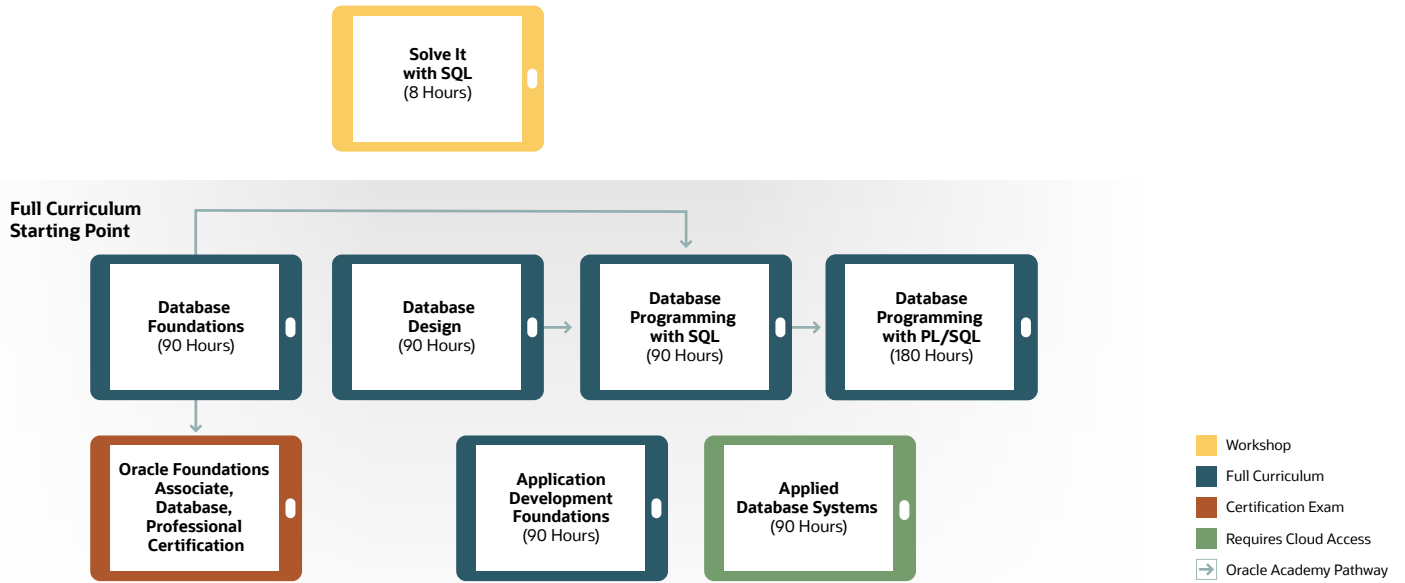 Solve It
with SQL
(8 Hours)
Full Curriculum
Starting Point
Database
Foundations
(90 Hours)
Database
Design
(90 Hours)
Database
Programming
with SQL
(90 Hours)
Database
Programming
with PL/SQL
(180 Hours)
Oracle Foundations
Associate,
Database,
Professional
Certification
Application
Development
Foundations
(90 Hours)
Applied
Database Systems
(90 Hours)
Workshop
Full Curriculum
Certification Exam
Requires Cloud Access
Oracle Academy Pathway